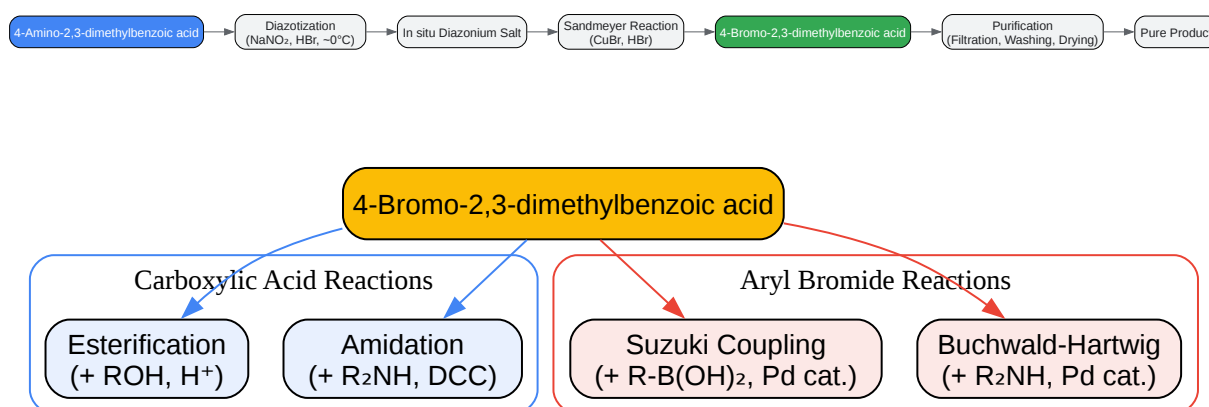 4-Amino-2,3-dimethylbenzoic acid
Diazotization
(NaNO₂, HBr, ~0°C)
In situ Diazonium Salt
Sandmeyer Reaction
(CuBr, HBr)
4-Bromo-2,3-dimethylbenzoic acid
Purification
(Filtration, Washing, Drying)
Pure Product
4-Bromo-2,3-dimethylbenzoic acid
Carboxylic Acid Reactions
Aryl Bromide Reactions
Esterification
(+ ROH, H⁺)
Amidation
(+ R₂NH, DCC)
Suzuki Coupling
(+ R-B(OH)₂, Pd cat.)
Buchwald-Hartwig
(+ R₂NH, Pd cat.)